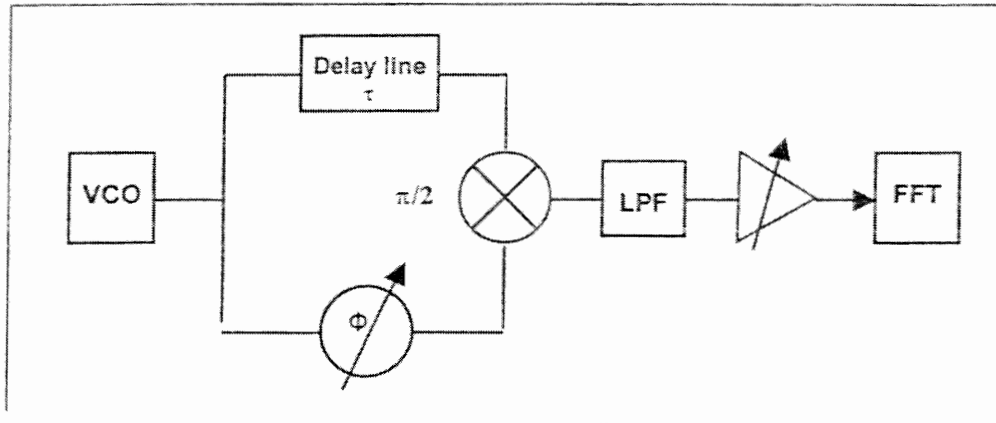 Delay line
τ
VCO
π/2
LPF
FFT
Φ